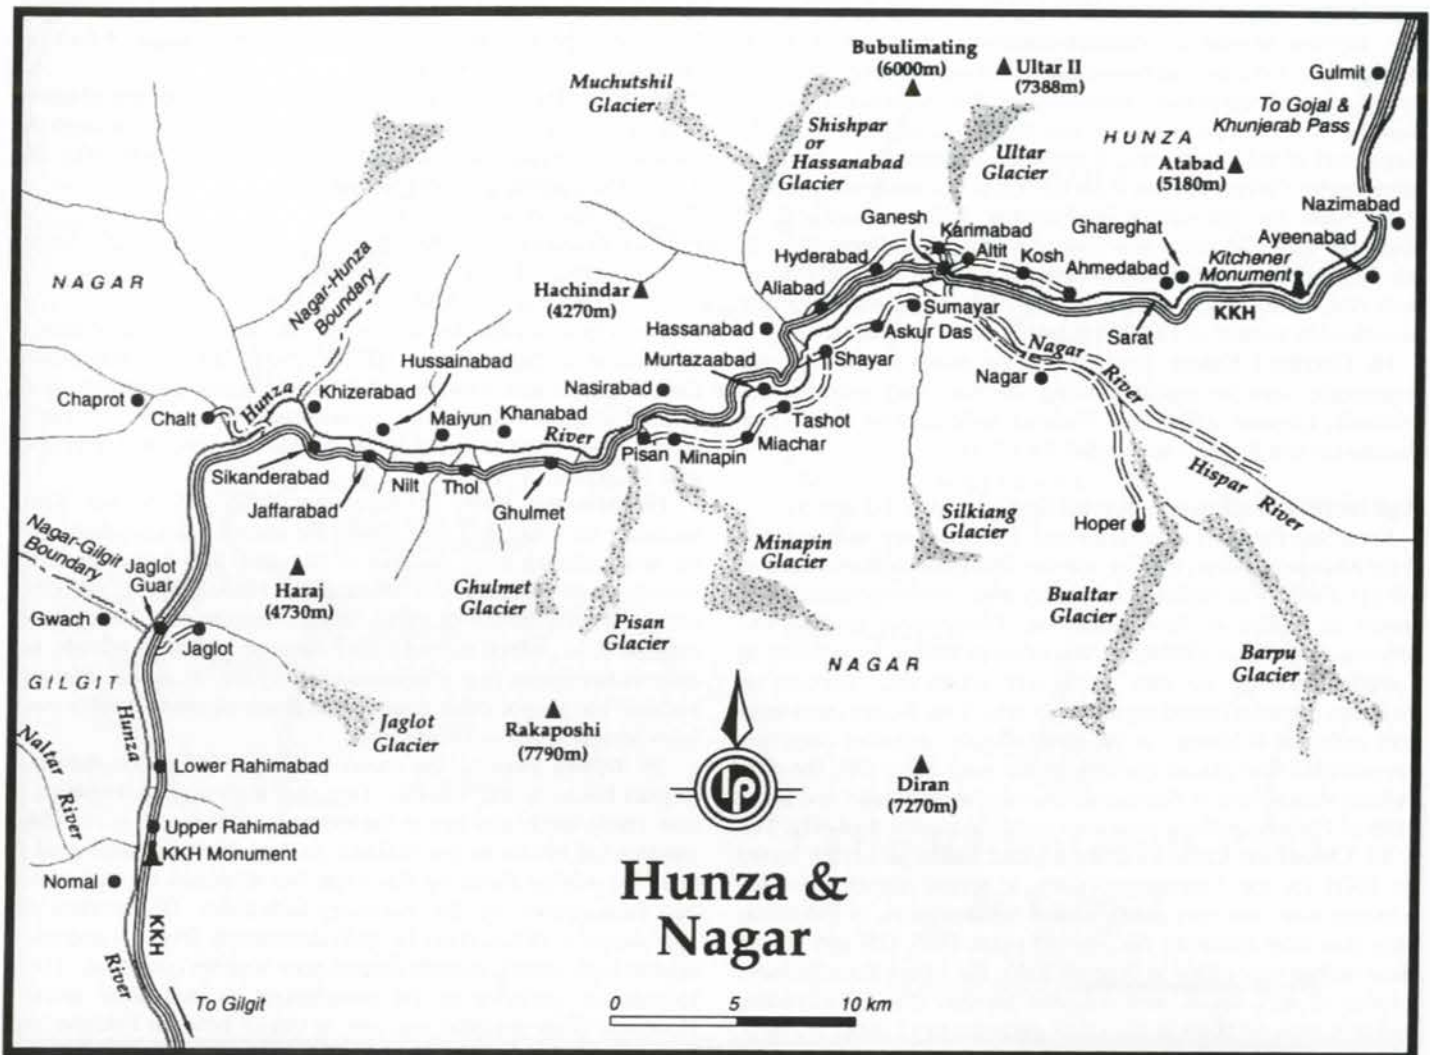 Bubulimating
(6000m)
Ultar II
(7388m)
Gulmit
Muchutshil
Glacier
To Gojal &
Khunjerab Pass
Shishpar
or
Hassanabad
Glacier
HUNZA
Ultar
Glacier
Atabad
(5180m)
Nazimabad
Ganesh
Karimabad
Ghareghat
Ayeenabad
Hyderabad
Altit
Kosh
Ahmedabad
Kitchener
Monument
NAGAR
Nagar-Hunza
Boundary
Hachindar
(4270m)
Aliabad
Sumayar
KKH
Hassanabad
Askur Das
Sarat
Hussainabad
Murtazaabad
Shayar
Nagar
River
Chaprot
Hunza
Khizerabad
Nasirabad
Nagar
Chalt
Maiyun
Khanabad
Tashot
River
Miachar
Sikanderabad
Pisan
Minapin
Nilt
Thol
Hispar
River
Jaffarabad
Ghulmet
Hoper
Nagar-Gilgit
Boundary
Jaglot
Guar
Silkiang
Glacier
Haraj
(4730m)
Ghulmet
Glacier
Minapin
Glacier
Gwach
Pisan
Glacier
Bualtar
Glacier
Jaglot
Barpu
Glacier
GILGIT
NAGAR
Hunza
Jaglot
Glacier
Rakaposhi
(7790m)
Naltar
River
Lower Rahimabad
Diran
(7270m)
lp
Upper Rahimabad
KKH Monument
Nomal
Hunza &
Nagar
KKH
River
To Gilgit
0 5 10 km